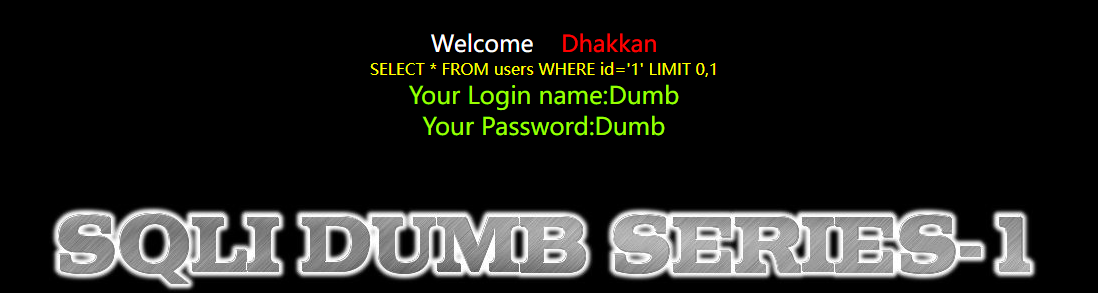 Welcome Dhakkan
SELECT * FROM users WHERE id='1' LIMIT 0,1
Your Login name:Dumb
Your Password:Dumb
SQLI DUMB SERIES-1